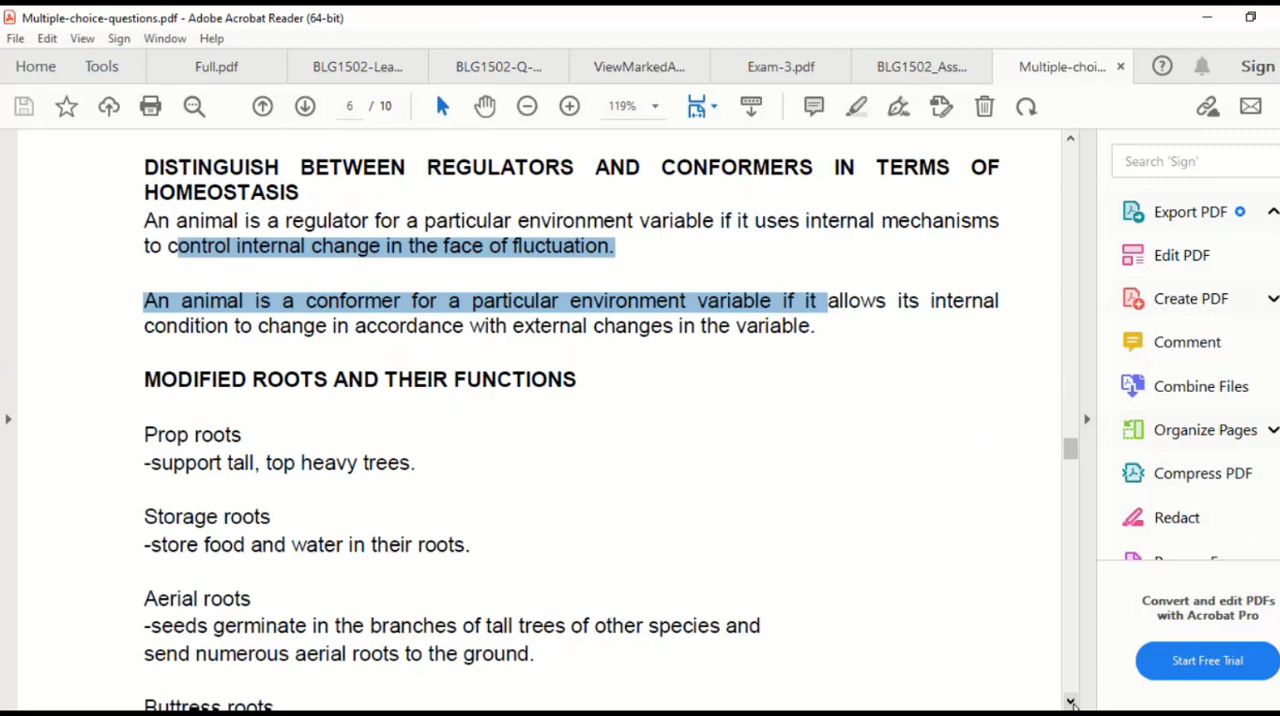 Multiple-choice-questions.pdf - Adobe Acrobat Reader (64-bit)
File Edit View Sign Window Help
Home Tools Full.pdf BLG1502-Lea... BLG1502-Q-... ViewMarkedA... Exam-3.pdf BLG1502_Ass... Multiple-choi... × ? Sign
6 / 10 119%
DISTINGUISH BETWEEN REGULATORS AND CONFORMERS IN TERMS OF
HOMEOSTASIS
An animal is a regulator for a particular environment variable if it uses internal mechanisms
to control internal change in the face of fluctuation.
An animal is a conformer for a particular environment variable if it allows its internal
condition to change in accordance with external changes in the variable.
MODIFIED ROOTS AND THEIR FUNCTIONS
Prop roots
-support tall, top heavy trees.
Storage roots
-store food and water in their roots.
Aerial roots
-seeds germinate in the branches of tall trees of other species and
send numerous aerial roots to the ground.
Buttress roots
Search 'Sign'
Export PDF
Edit PDF
Create PDF
Comment
Combine Files
Organize Pages
Compress PDF
Redact
Convert and edit PDFs
with Acrobat Pro
Start Free Trial